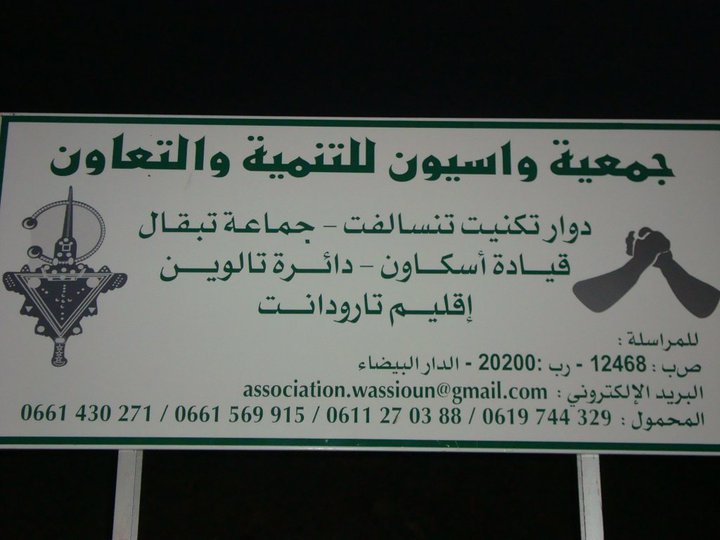 جمعية واسيون للتنمية والتعاون
دوار تكنيت تنسالفت - جماعة تبقال
قيادة أسكاون - دائرة تالوين
إقليم تارودانت
للمراسلة :
صب : 12468 - رب : 20200 - الدار البيضاء
البريد الإلكتروني : association.wassioun@gmail.com
المحمول : 0661 430 271 / 0661 569 915 / 0611 27 03 88 / 0619 744 329